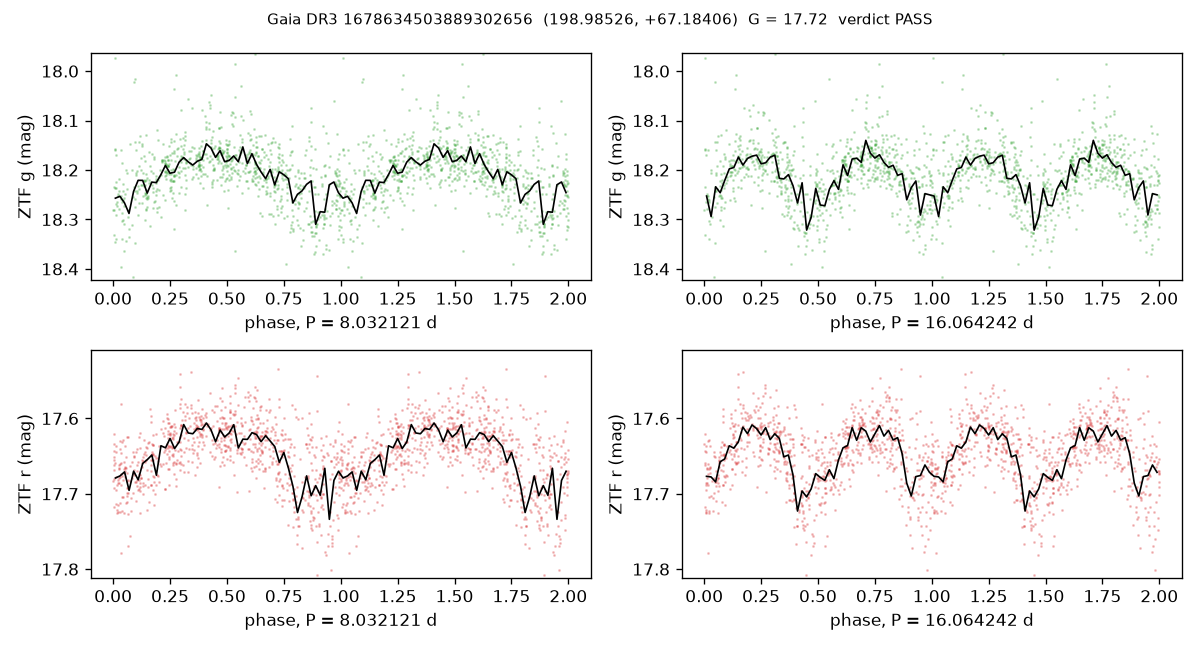 Gaia DR3 1678634503889302656 (198.98526, +67.18406) G = 17.72 verdict PASS
ZTF g (mag)
18.0
18.1
18.2
18.3
18.4
0.00 0.25 0.50 0.75 1.00 1.25 1.50 1.75 2.00
phase, P = 8.032121 d
ZTF g (mag)
18.0
18.1
18.2
18.3
18.4
0.00 0.25 0.50 0.75 1.00 1.25 1.50 1.75 2.00
phase, P = 16.064242 d
ZTF r (mag)
17.6
17.7
17.8
0.00 0.25 0.50 0.75 1.00 1.25 1.50 1.75 2.00
phase, P = 8.032121 d
ZTF r (mag)
17.6
17.7
17.8
0.00 0.25 0.50 0.75 1.00 1.25 1.50 1.75 2.00
phase, P = 16.064242 d